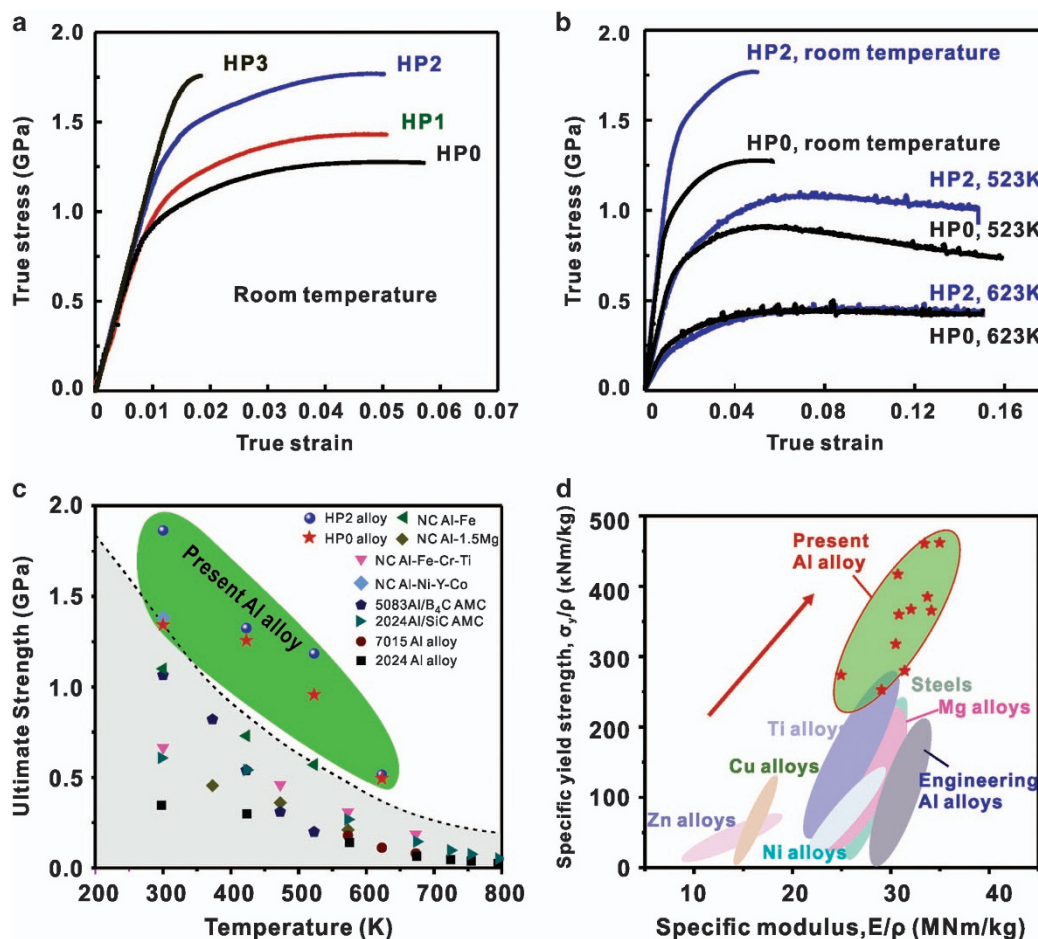 a
2.0
1.5
1.0
0.5
0.0
True stress (GPa)
HP3
HP2
HP1
HP0
Room temperature
0 0.01 0.02 0.03 0.04 0.05 0.06 0.07
True strain
b
2.0
1.5
1.0
0.5
0.0
True stress (GPa)
HP2, room temperature
HP0, room temperature
HP2, 523K
HP0, 523K
HP2, 623K
HP0, 623K
0 0.04 0.08 0.12 0.16
True strain
c
2.0
1.5
1.0
0.5
0.0
Ultimate Strength (GPa)
Present Al alloy
HP2 alloy
HP0 alloy
NC Al-Fe-Cr-Ti
NC Al-Ni-Y-Co
5083Al/B₄C AMC
2024Al/SiC AMC
7015 Al alloy
2024 Al alloy
NC Al-Fe
NC Al-1.5Mg
200 300 400 500 600 700 800
Temperature (K)
d
500
400
300
200
100
0
Specific yield strength, σy/ρ (κNm/kg)
Present
Al alloy
Steels
Mg alloys
Ti alloys
Cu alloys
Engineering
Al alloys
Zn alloys
Ni alloys
10 20 30 40
Specific modulus,E/ρ (MNm/kg)